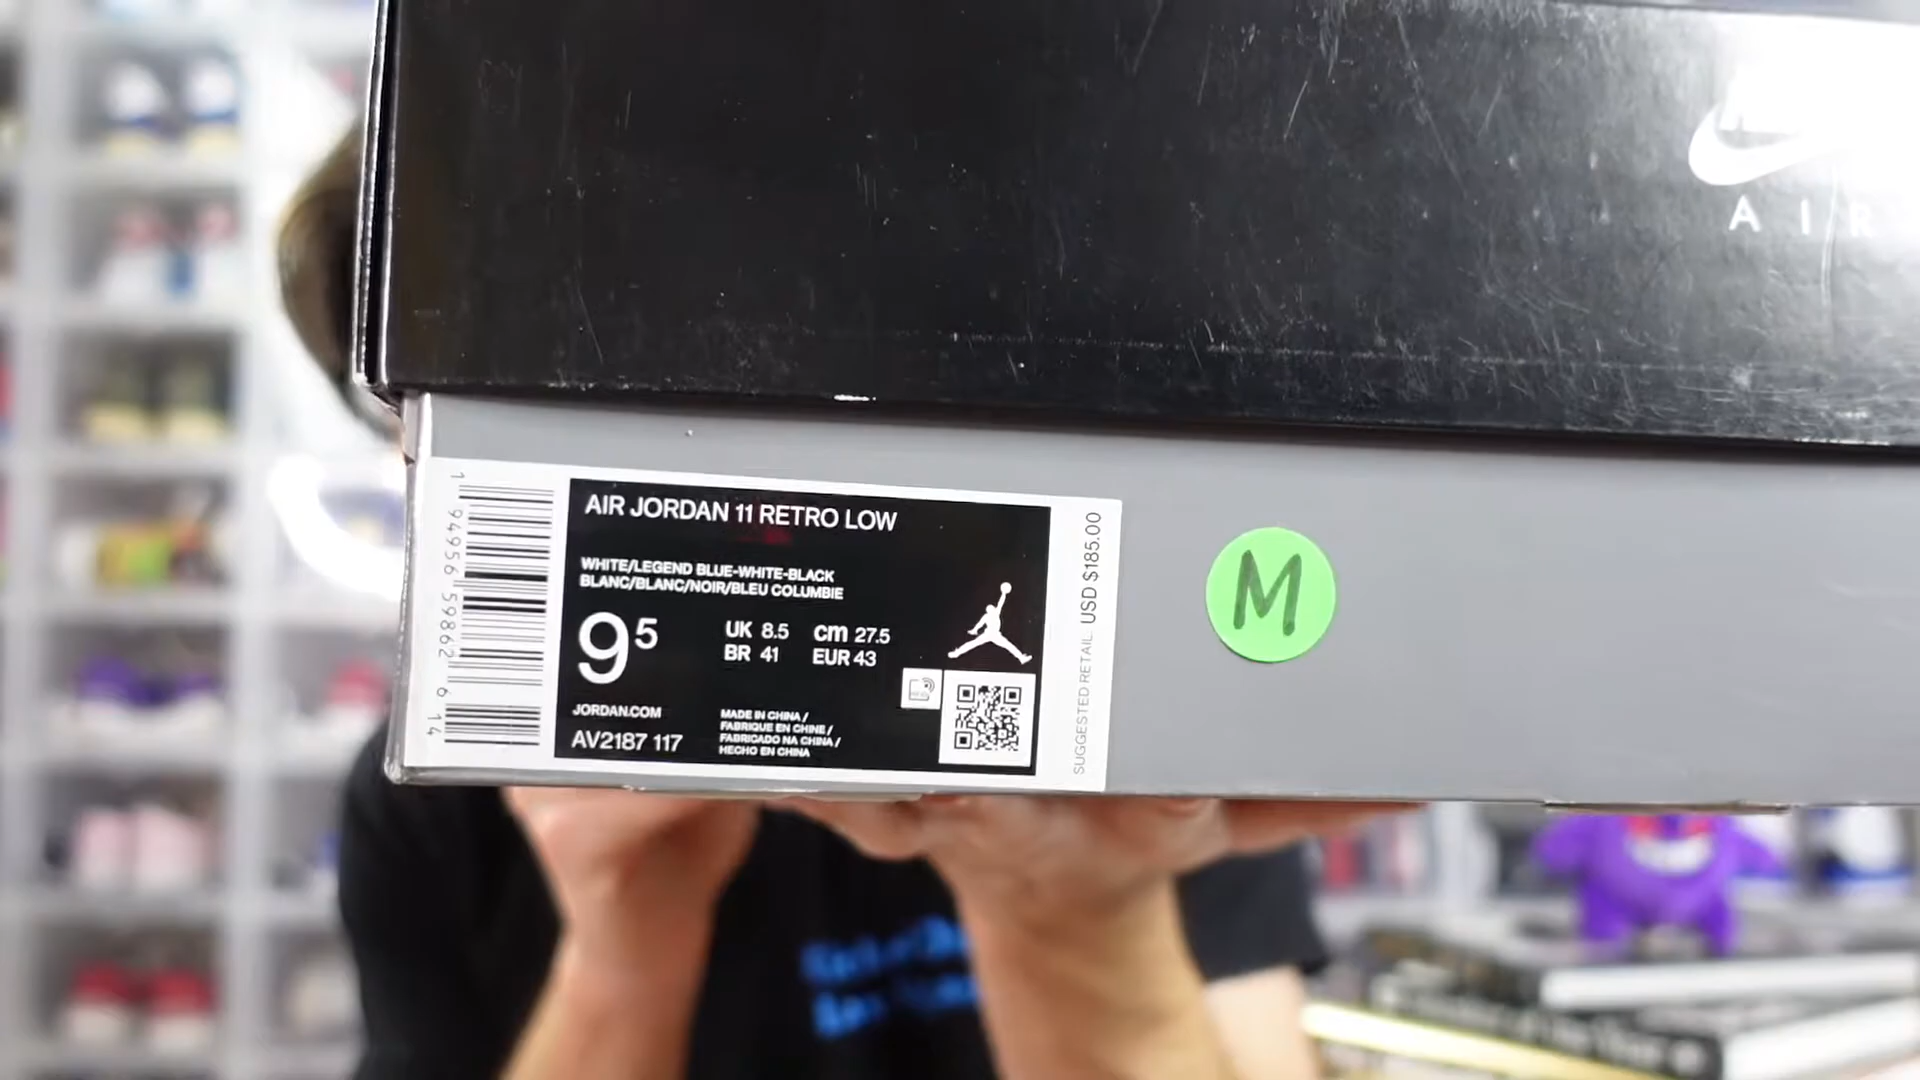 AIR
AIR JORDAN 11 RETRO LOW
WHITE/LEGEND BLUE-WHITE-BLACK
BLANC/BLANC/NOIR/BLEU COLUMBIE
9⁵
UK 8.5 cm 27.5
BR 41 EUR 43
JORDAN.COM
AV2187 117
MADE IN CHINA /
FABRIQUE EN CHINE /
FABRICADO NA CHINA /
HECHO EN CHINA
1 94956 59862 6 14
SUGGESTED RETAIL USD $185.00
M